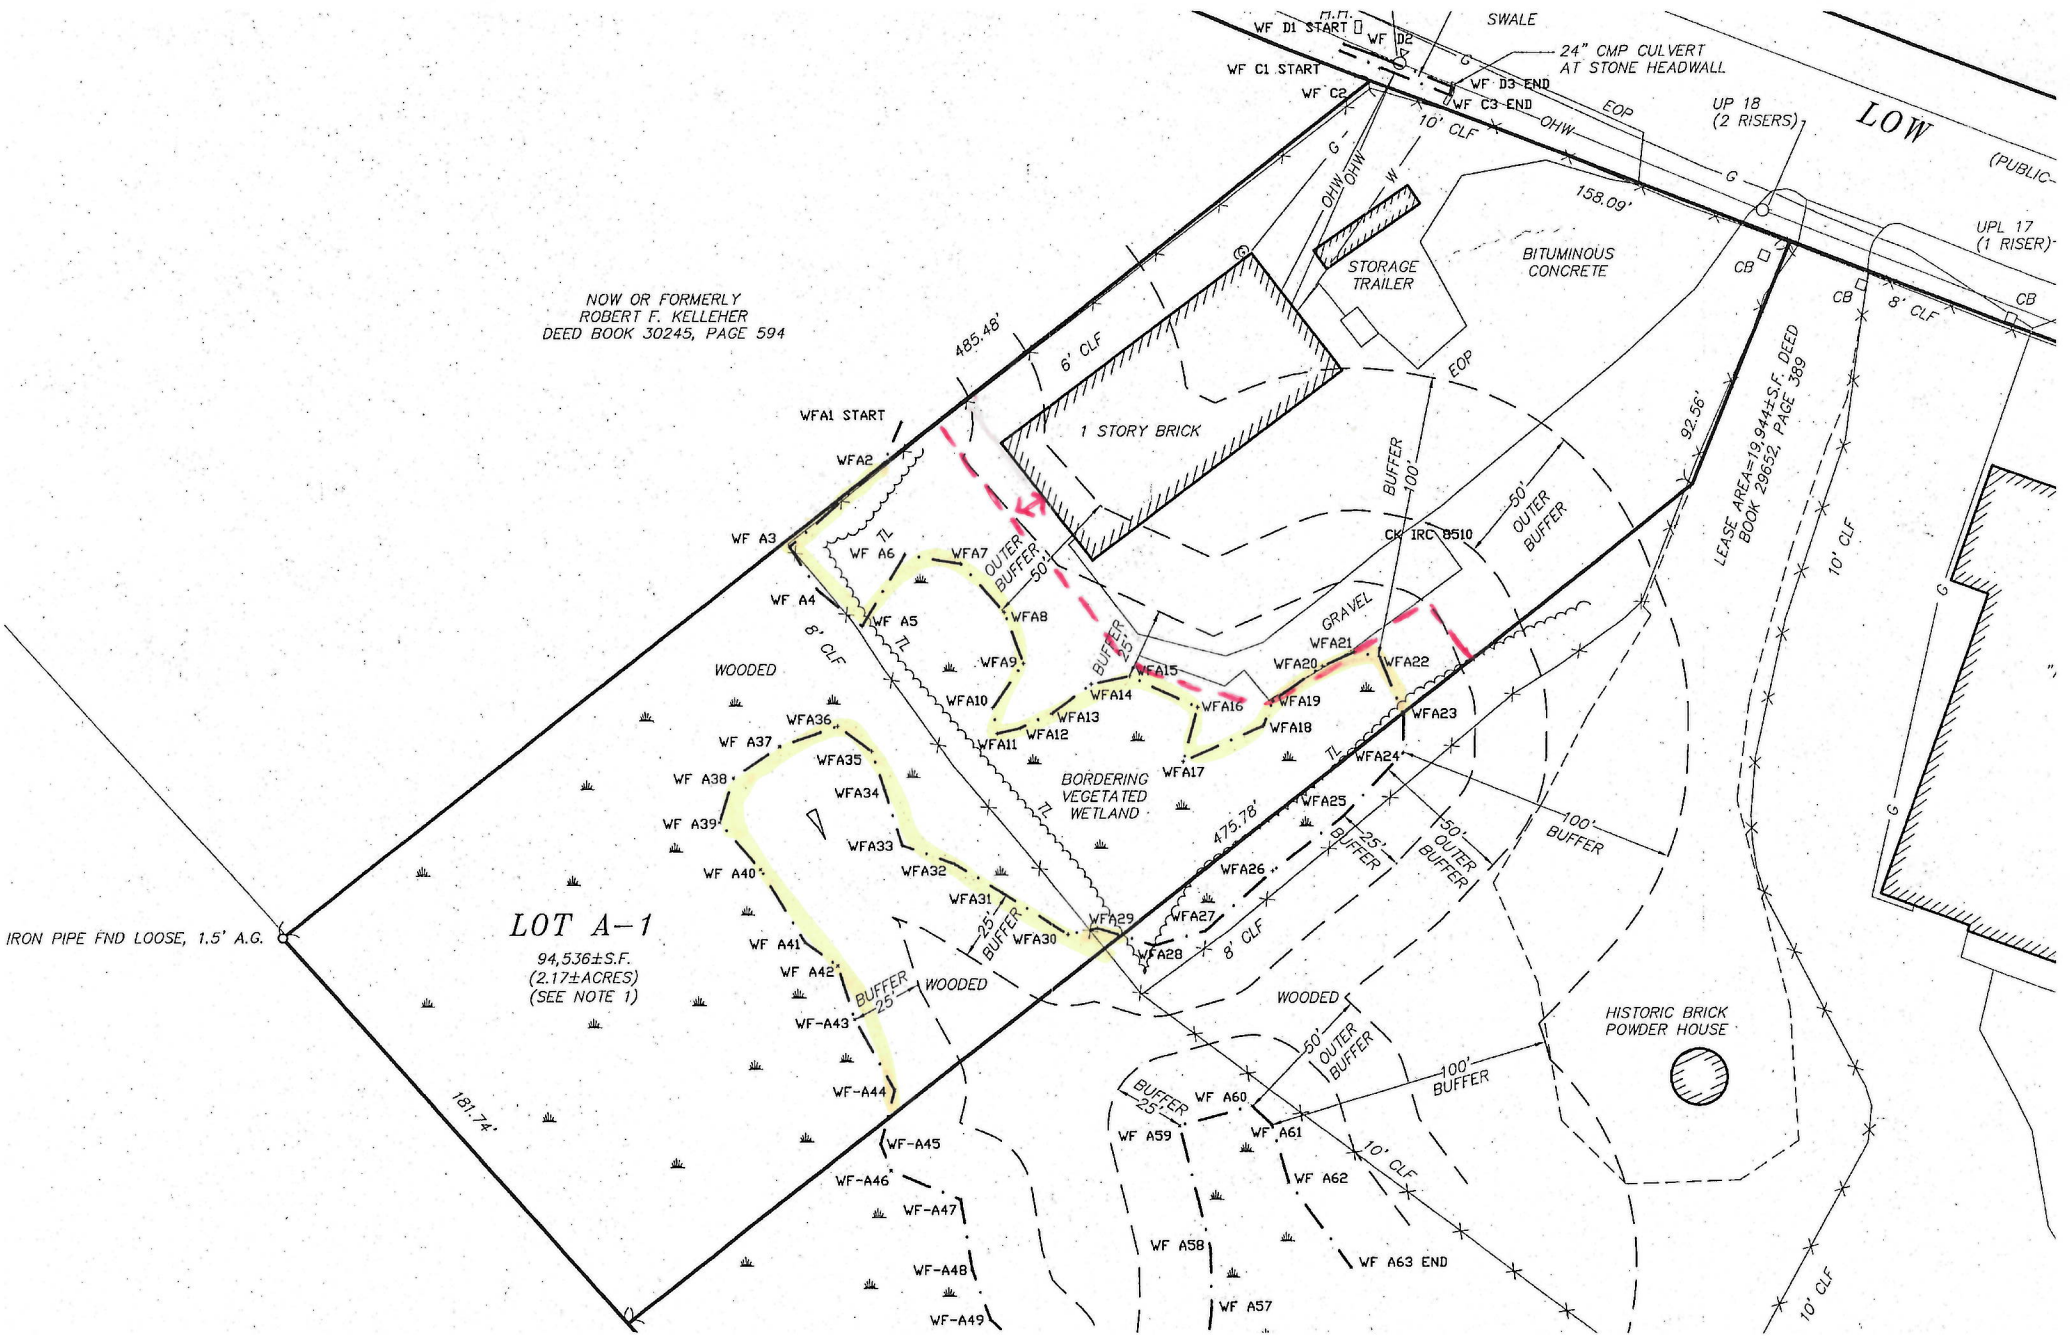 H.H.
SWALE
WF D1 START
WF D2
24" CMP CULVERT
AT STONE HEADWALL
G
WF C1 START
WF D3 END
WF C2
WF C3 END
EOP
UP 18
(2 RISERS)
LOW
10' CLF
OHW
(PUBLIC
G
OHW
OHW
W
G
158.09'
UPL 17
(1 RISER)
BITUMINOUS
CONCRETE
STORAGE
TRAILER
CB
CB
8' CLF
CB
NOW OR FORMERLY
ROBERT F. KELLEHER
DEED BOOK 30245, PAGE 594
485.48'
6' CLF
EOP
LEASE AREA=19,944±S.F. DEED
BOOK 29652, PAGE 389
92.56'
WFA1 START
1 STORY BRICK
BUFFER
100'
WFA2
50'
OUTER
BUFFER
WF A3
TL
WF A6
WFA7
OUTER
BUFFER
50'
CK IRC 8510
10' CLF
G
WF A4
WF A5
WFA8
GRAVEL
8' CLF
TL
WFA9
BUFFER
25'
WFA21
WFA22
WOODED
WFA20
WFA15
WFA14
WFA10
WFA16
WFA19
WFA23
WFA13
WFA36
WFA12
WFA18
WFA11
WF A37
WFA35
TL
WFA24
WFA17
WF A38
BORDERING
VEGETATED
WETLAND
WFA34
TL
WFA25
475.78'
25'
BUFFER
50'
OUTER
BUFFER
100'
BUFFER
G
WF A39
WFA33
WF A40
WFA32
WFA26
WFA31
25'
BUFFER
WFA29
WFA27
LOT A-1
94,536±S.F.
(2.17±ACRES)
(SEE NOTE 1)
IRON PIPE FND LOOSE, 1.5' A.G.
WF A41
WFA30
WFA28
8' CLF
WF A42
BUFFER
25'
WOODED
WOODED
WF-A43
HISTORIC BRICK
POWDER HOUSE
50'
OUTER
BUFFER
100'
BUFFER
WF-A44
BUFFER
25'
WF A60
181.74'
WF A59
WF A61
WF-A45
10' CLF
WF-A46
WF A62
WF-A47
WF A58
WF A63 END
WF-A48
10' CLF
WF A57
WF-A49